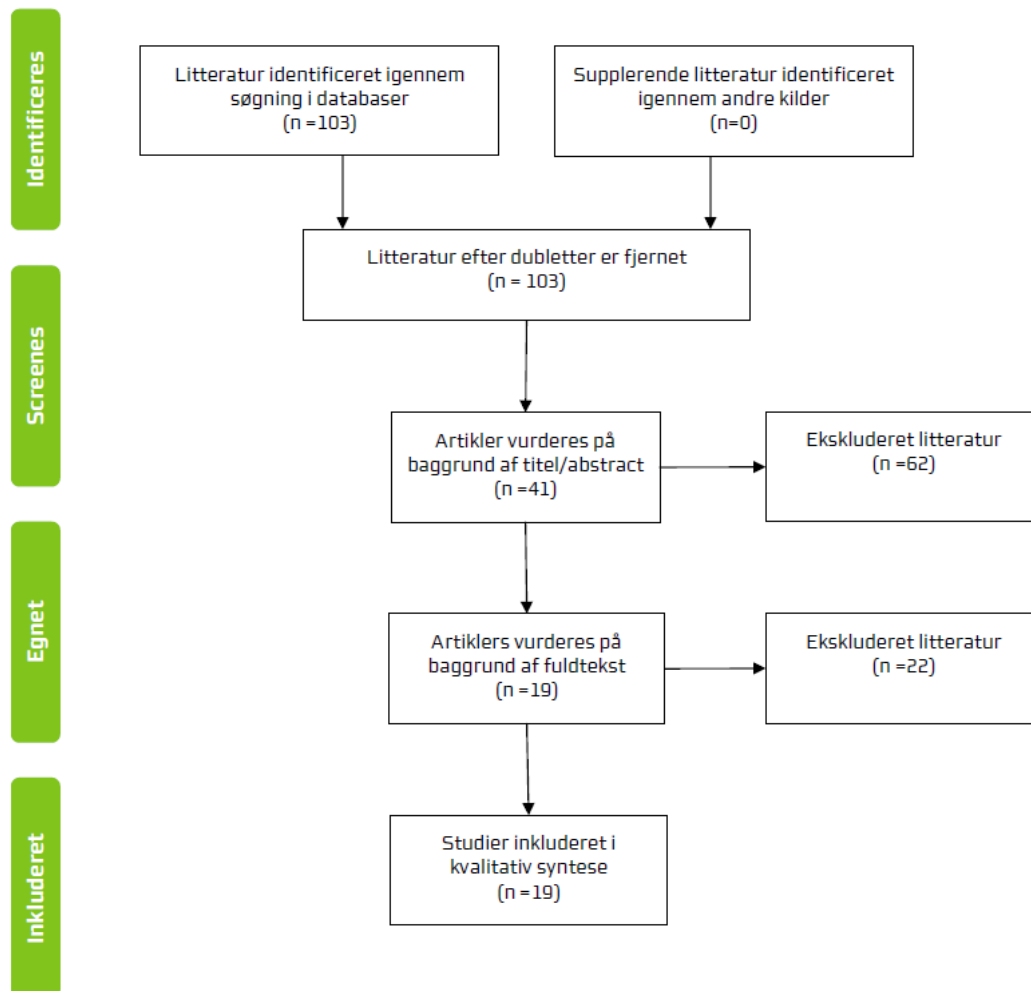 Identificeres
Litteratur identificeret igennem
søgning i databaser
(n =103)
Supplerende litteratur identificeret
igennem andre kilder
(n=0)
Litteratur efter dubletter er fjernet
(n = 103)
Screenes
Artikler vurderes på
baggrund af titel/abstract
(n =41)
Ekskluderet litteratur
(n =62)
Egnet
Artiklers vurderes på
baggrund af fuldtekst
(n =19)
Ekskluderet litteratur
(n =22)
Inkluderet
Studier inkluderet i
kvalitativ syntese
(n =19)